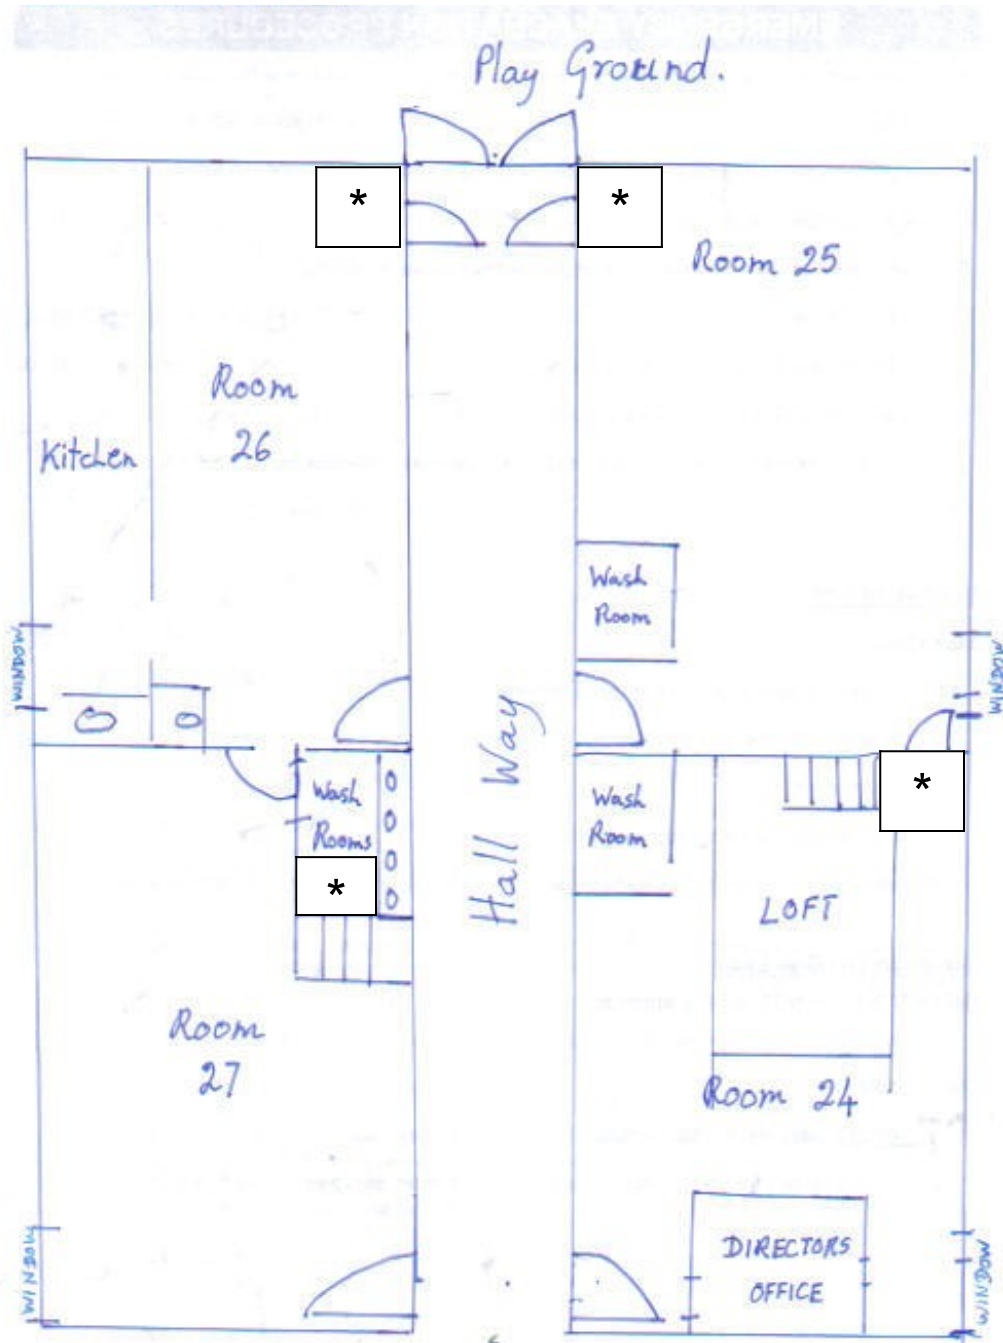 Play Ground.
*
*
Room 25
Room
26
Kitchen
Wash
Room
WINDOW
WINDOW
Hall Way
Wash
Rooms
*
Wash
Room
*
LOFT
Room
27
Room 24
DIRECTORS
OFFICE
WINDOW
WINDOW